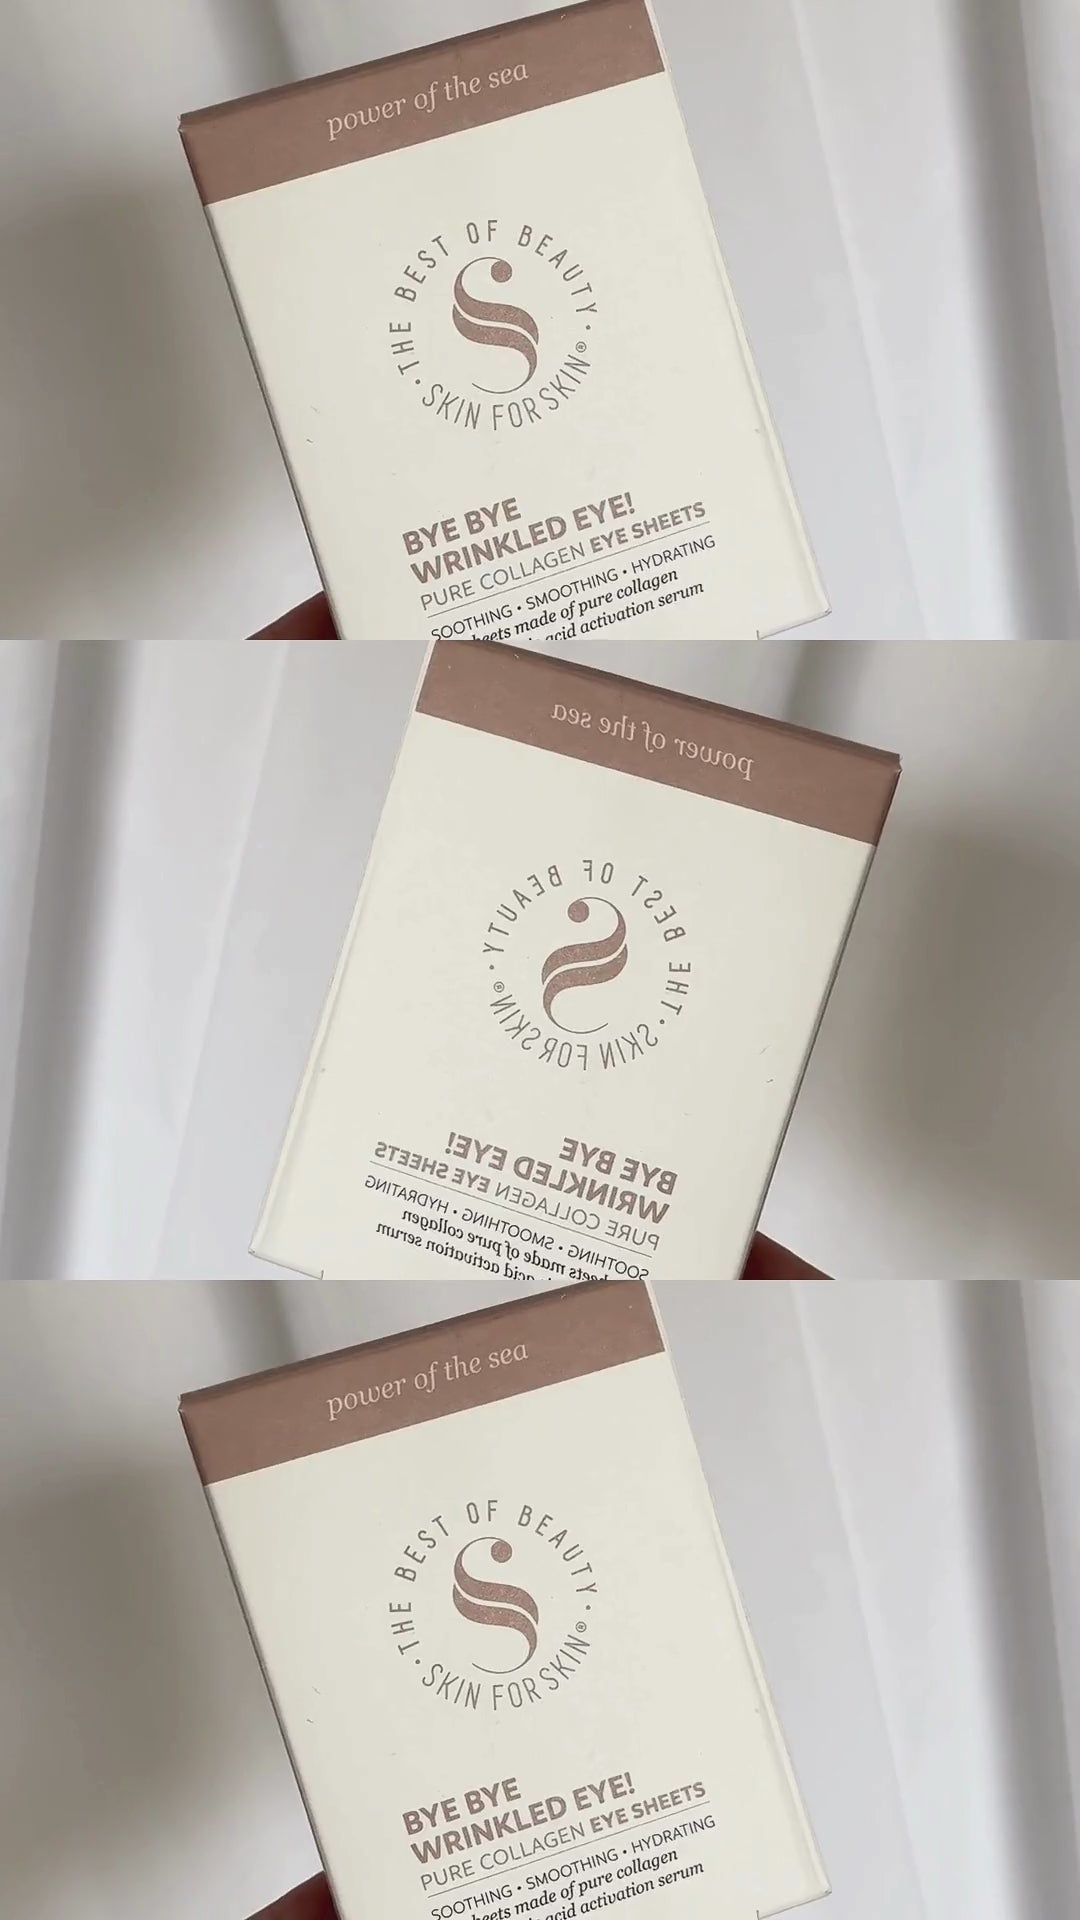 power of the sea
THE BEST OF BEAUTY · SKIN FOR SKIN® ·
BYE BYE
WRINKLED EYE!
PURE COLLAGEN EYE SHEETS
SOOTHING • SMOOTHING • HYDRATING
made of pure collagen
acid activation serum
power of the sea
THE BEST OF BEAUTY · SKIN FOR SKIN® ·
BYE BYE
WRINKLED EYE!
PURE COLLAGEN EYE SHEETS
SOOTHING • SMOOTHING • HYDRATING
made of pure collagen
acid activation serum
power of the sea
THE BEST OF BEAUTY · SKIN FOR SKIN® ·
BYE BYE
WRINKLED EYE!
PURE COLLAGEN EYE SHEETS
SOOTHING • SMOOTHING • HYDRATING
made of pure collagen
acid activation serum